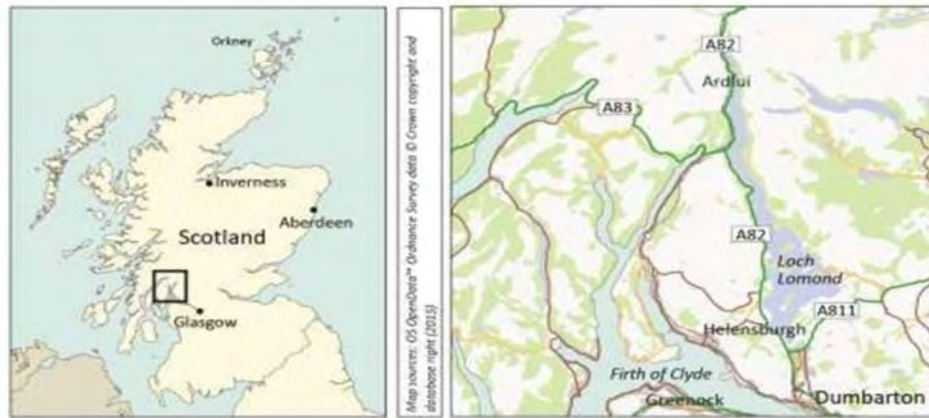 Orkney
Inverness
Aberdeen
Scotland
Glasgow
Map sources: OS OpenData™ Ordnance Survey data © Crown copyright and
database right (2015)
A82
Ardlui
A83
A82
Loch
Lomond
A811
Helensburgh
Firth of Clyde
Greenock
Dumbarton